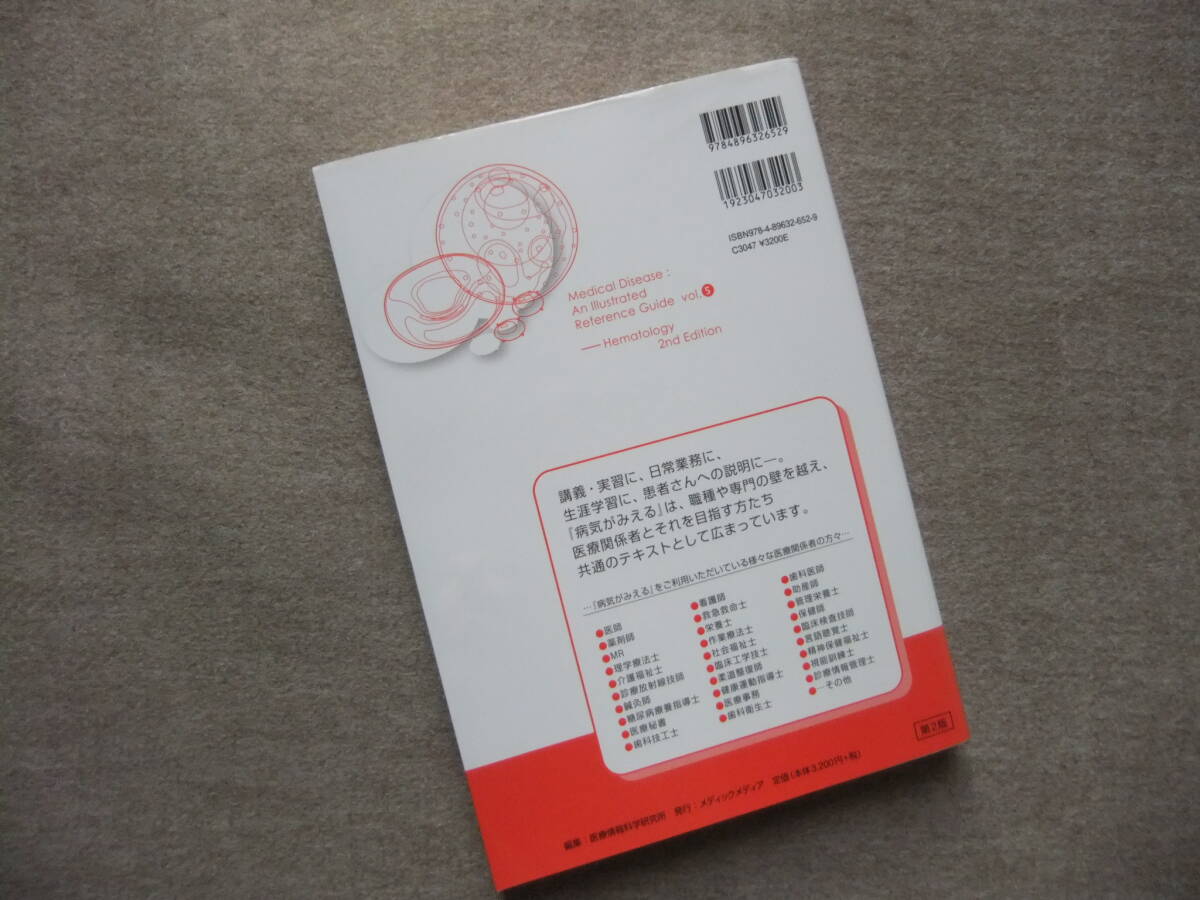 9784896326529
1923047032003
ISBN978-4-89632-652-9
C3047 ¥3200E
Medical Disease :
An Illustrated
Reference Guide vol.5
Hematology
2nd Edition
講義・実習に、日常業務に、
生涯学習に、患者さんへの説明に―。
『病気がみえる』は、職種や専門の壁を越え、
医療関係者とそれを目指す方たち
共通のテキストとして広まっています。
…『病気がみえる』をご利用いただいている様々な医療関係者の方々…
●医師
●薬剤師
●MR
●理学療法士
●介護福祉士
●診療放射線技師
●鍼灸師
●糖尿病療養指導士
●医療秘書
●歯科技工士
●看護師
●救急救命士
●栄養士
●作業療法士
●社会福祉士
●臨床工学技士
●柔道整復師
●健康運動指導士
●医療事務
●歯科衛生士
●歯科医師
●助産師
●管理栄養士
●保健師
●臨床検査技師
●言語聴覚士
●精神保健福祉士
●視能訓練士
●診療情報管理士
●…その他
第2版
編集：医療情報科学研究所 発行：メディックメディア 定価（本体3,200円+税）